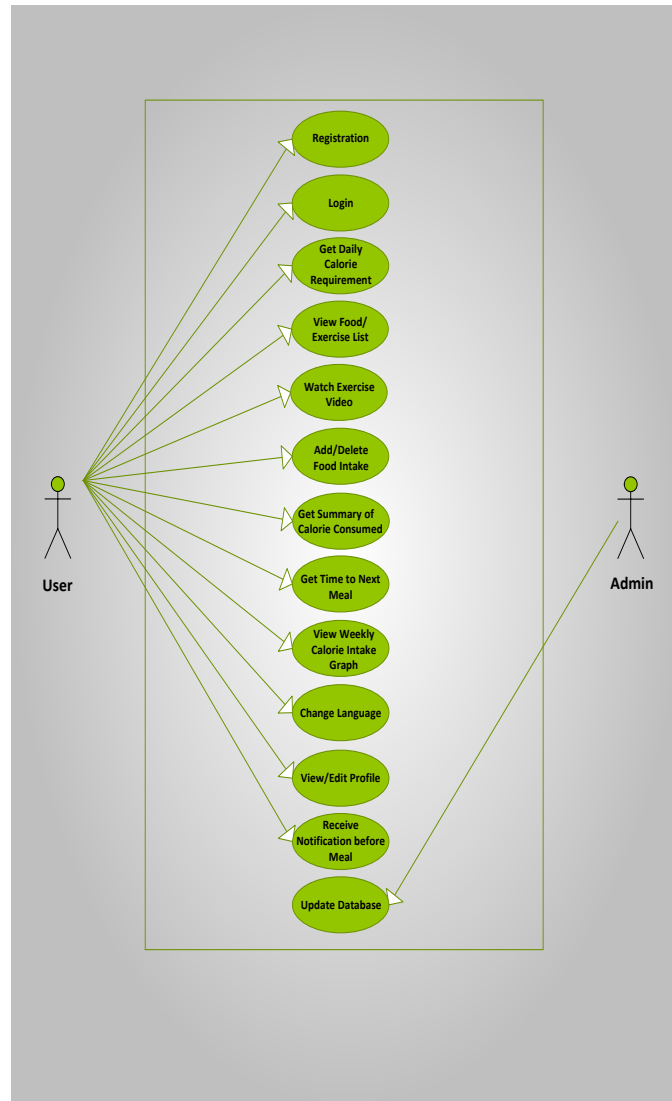 Registration
Login
Get Daily
Calorie
Requirement
View Food/
Exercise List
Watch Exercise
Video
Add/Delete
Food Intake
Get Summary of
Calorie Consumed
Get Time to Next
Meal
User
Admin
View Weekly
Calorie Intake
Graph
Change Language
View/Edit Profile
Receive
Notification before
Meal
Update Database